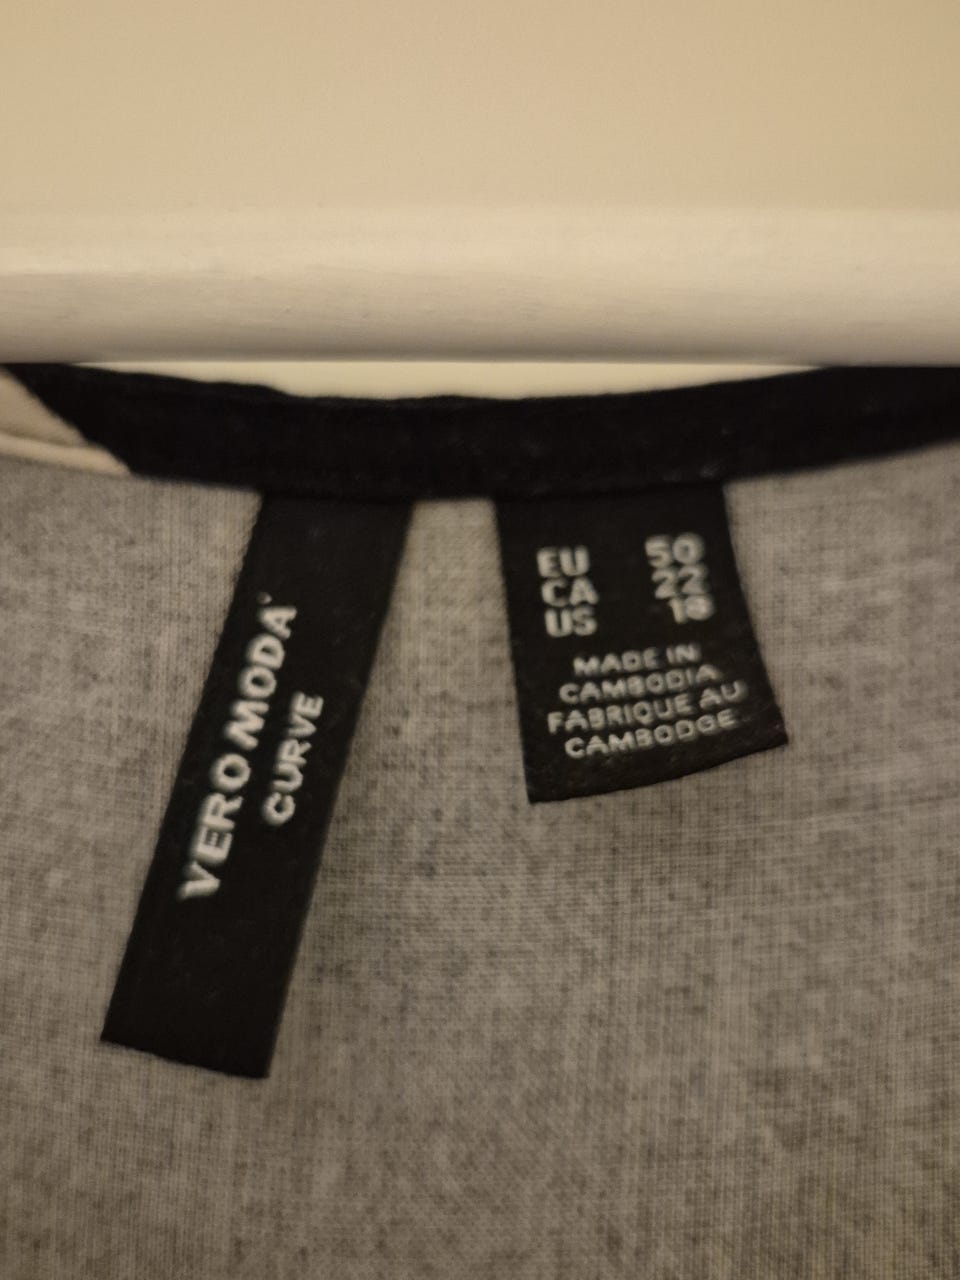 VERO MODA
CURVE
EU 50
CA 22
US 18
MADE IN
CAMBODIA
FABRIQUE AU
CAMBODGE